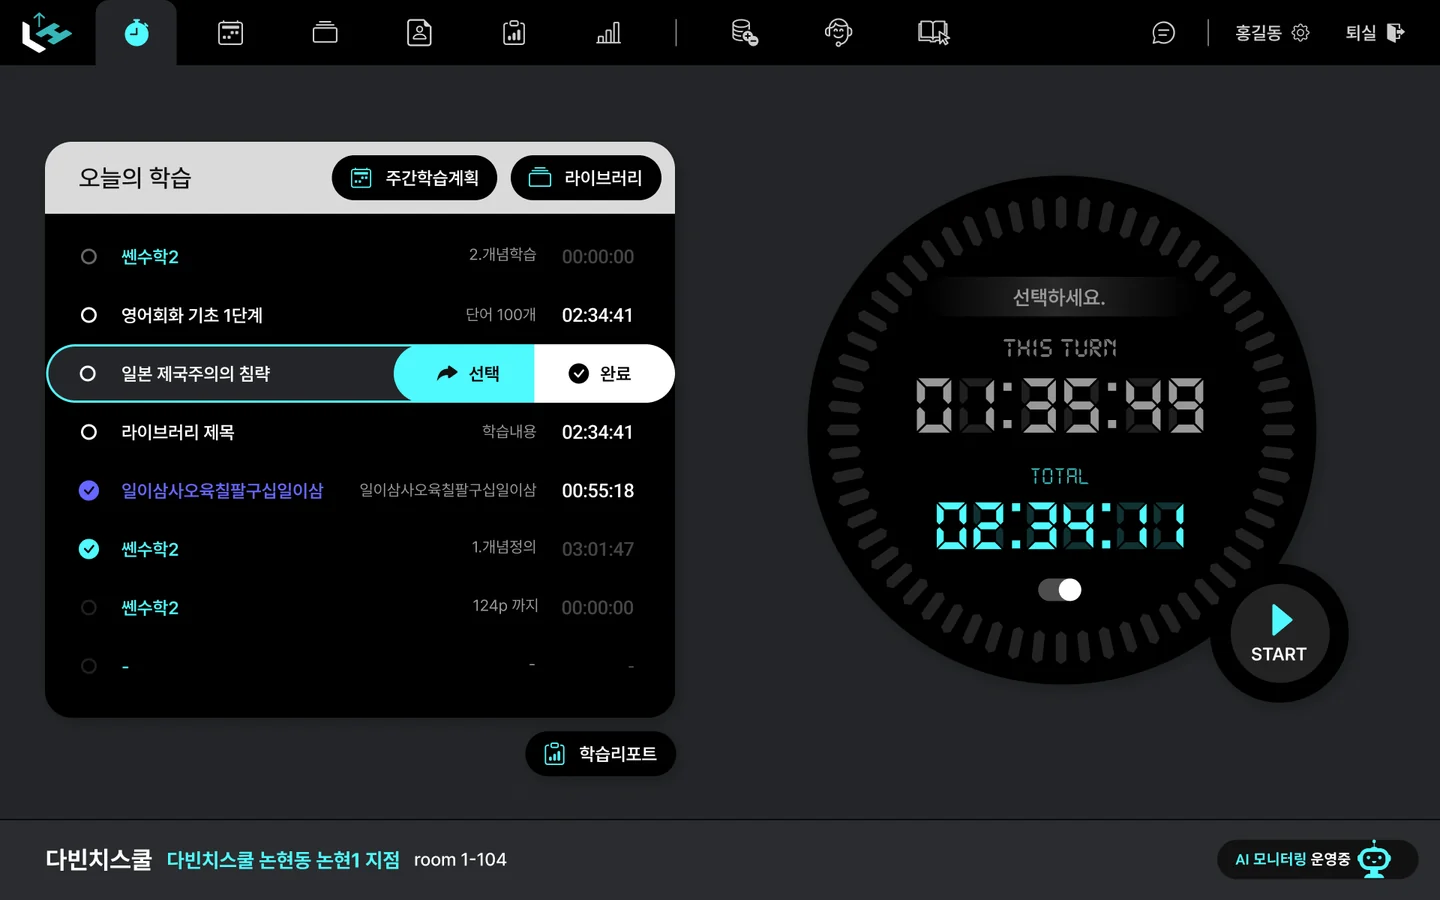 홍길동
퇴실
오늘의 학습
주간학습계획
라이브러리
쎈수학2 2.개념학습 00:00:00
영어회화 기초 1단계 단어 100개 02:34:41
일본 제국주의의 침략 선택 완료
라이브러리 제목 학습내용 02:34:41
일이삼사오육칠팔구십일이삼 일이삼사오육칠팔구십일이삼 00:55:18
쎈수학2 1.개념정의 03:01:47
쎈수학2 124p 까지 00:00:00
- - -
학습리포트
선택하세요.
THIS TURN
01:35:49
TOTAL
02:34:11
START
다빈치스쿨 다빈치스쿨 논현동 논현1 지점 room 1-104
AI 모니터링 운영중